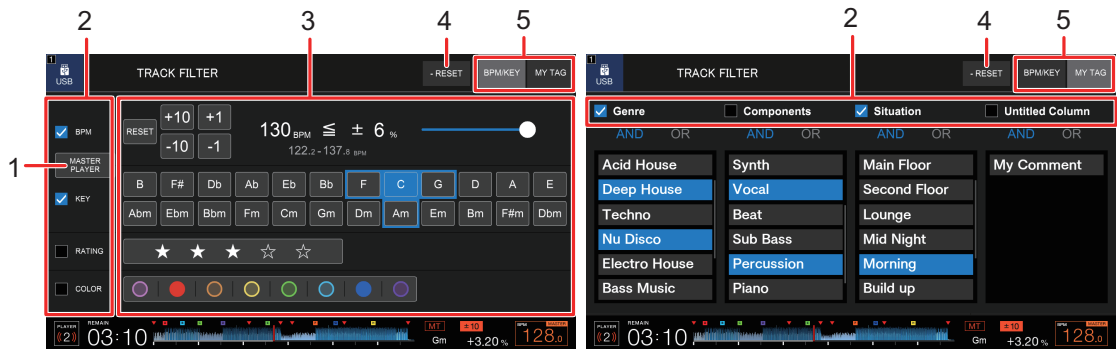 2 3 4 5
1 USB TRACK FILTER - RESET BPM/KEY MY TAG
BPM RESET +10 +1 130 BPM ≦ ± 6 %
-10 -1 122.2 - 137.8 BPM
1 MASTER PLAYER
KEY B F# Db Ab Eb Bb F C G D A E
Abm Ebm Bbm Fm Cm Gm Dm Am Em Bm F#m Dbm
RATING ★ ★ ★ ☆ ☆
COLOR
PLAYER 2 REMAIN 03:10 MT ±10 Gm +3.20 % BPM MASTER 128.0
2 4 5
1 USB TRACK FILTER - RESET BPM/KEY MY TAG
Genre Components Situation Untitled Column
AND OR AND OR AND OR AND OR
Acid House Synth Main Floor My Comment
Deep House Vocal Second Floor
Techno Beat Lounge
Nu Disco Sub Bass Mid Night
Electro House Percussion Morning
Bass Music Piano Build up
PLAYER 2 REMAIN 03:10 MT ±10 Gm +3.20 % BPM MASTER 128.0